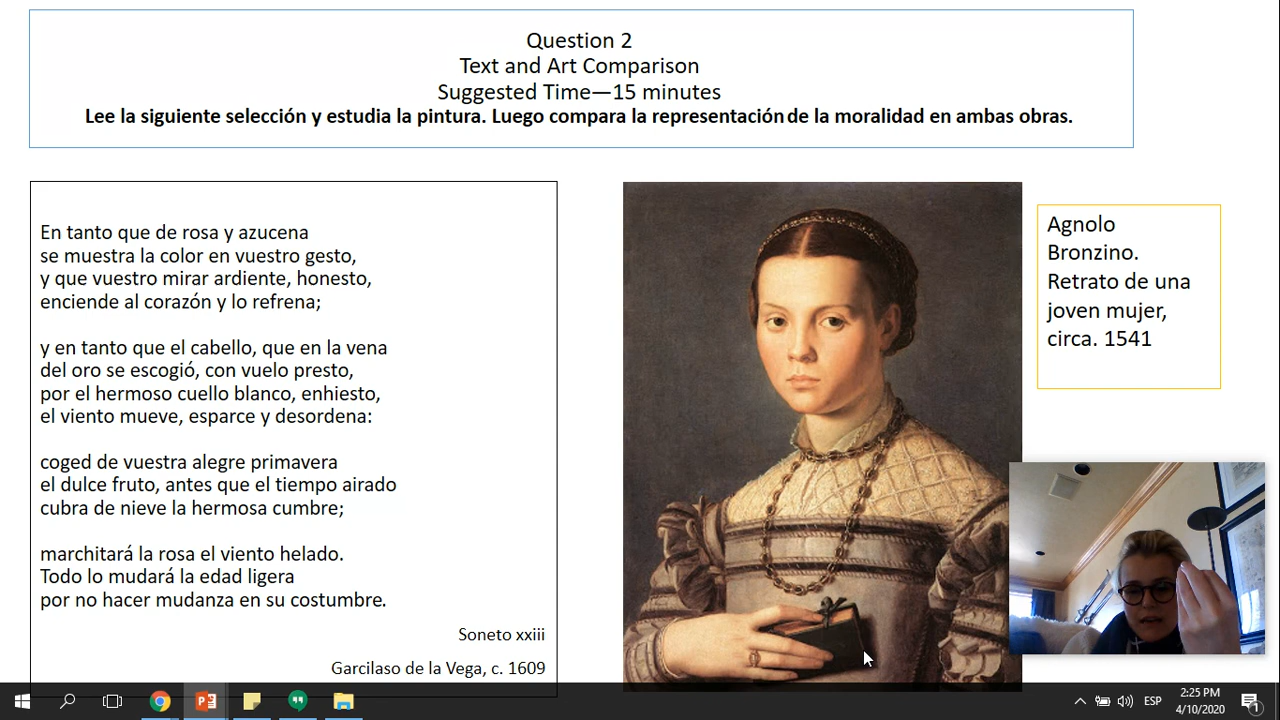 Question 2
Text and Art Comparison
Suggested Time—15 minutes
Lee la siguiente selección y estudia la pintura. Luego compara la representación de la moralidad en ambas obras.
En tanto que de rosa y azucena
se muestra la color en vuestro gesto,
y que vuestro mirar ardiente, honesto,
enciende al corazón y lo refrena;
y en tanto que el cabello, que en la vena
del oro se escogió, con vuelo presto,
por el hermoso cuello blanco, enhiesto,
el viento mueve, esparce y desordena:
coged de vuestra alegre primavera
el dulce fruto, antes que el tiempo airado
cubra de nieve la hermosa cumbre;
marchitará la rosa el viento helado.
Todo lo mudará la edad ligera
por no hacer mudanza en su costumbre.
Soneto xxiii
Garcilaso de la Vega, c. 1609
Agnolo
Bronzino.
Retrato de una
joven mujer,
circa. 1541
ESP
2:25 PM
4/10/2020
1